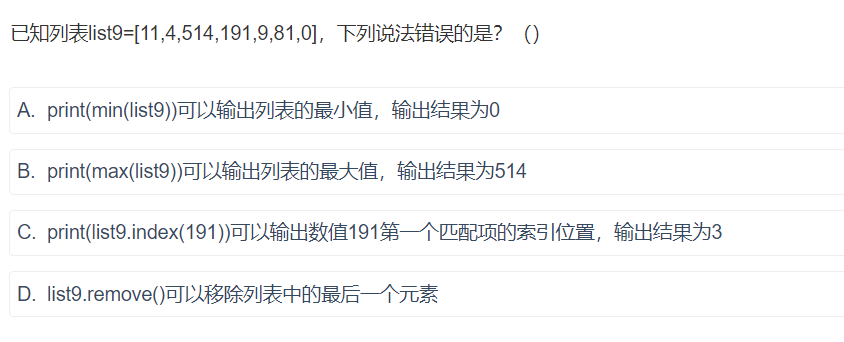 已知列表list9=[11,4,514,191,9,81,0]，下列说法错误的是？（）
A. print(min(list9))可以输出列表的最小值，输出结果为0
B. print(max(list9))可以输出列表的最大值，输出结果为514
C. print(list9.index(191))可以输出数值191第一个匹配项的索引位置，输出结果为3
D. list9.remove()可以移除列表中的最后一个元素